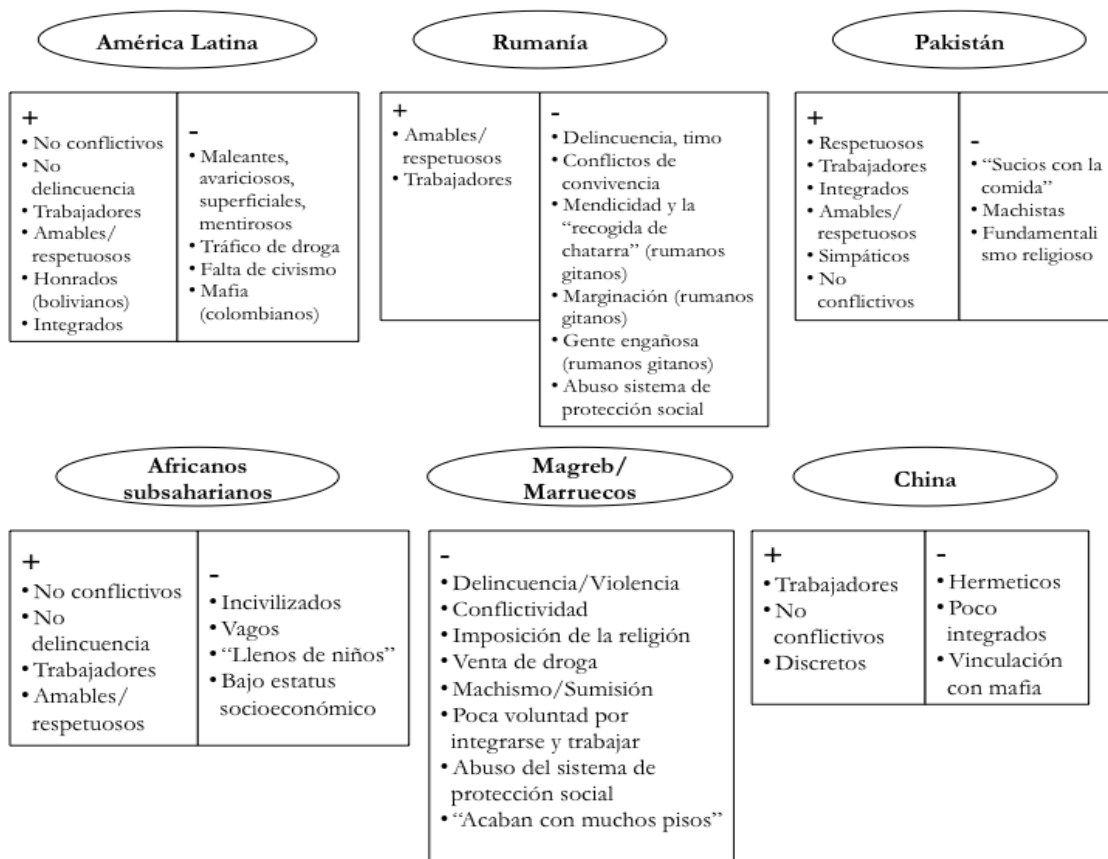 América Latina
+
• No conflictivos
• No
delincuencia
• Trabajadores
• Amables/
respetuosos
• Honrados
(bolivianos)
• Integrados
-
• Maleantes,
avariciosos,
superficiales,
mentirosos
• Tráfico de droga
• Falta de civismo
• Mafia
(colombianos)
Rumanía
+
• Amables/
respetuosos
• Trabajadores
-
• Delincuencia, timo
• Conflictos de
convivencia
• Mendicidad y la
“recogida de
chatarra” (rumanos
gitanos)
• Marginación (rumanos
gitanos)
• Gente engañosa
(rumanos gitanos)
• Abuso sistema de
protección social
Pakistán
+
• Respetuosos
• Trabajadores
• Integrados
• Amables/
respetuosos
• Simpáticos
• No
conflictivos
-
• “Sucios con la
comida”
• Machistas
• Fundamentali
smo religioso
Africanos
subsaharianos
+
• No conflictivos
• No
delincuencia
• Trabajadores
• Amables/
respetuosos
-
• Incivilizados
• Vagos
• “Llenos de niños”
• Bajo estatus
socioeconómico
Magreb/
Marruecos
-
• Delincuencia/Violencia
• Conflictividad
• Imposición de la religión
• Venta de droga
• Machismo/Sumisión
• Poca voluntad por
integrarse y trabajar
• Abuso del sistema de
protección social
• “Acaban con muchos pisos”
China
+
• Trabajadores
• No
conflictivos
• Discretos
-
• Hermeticos
• Poco
integrados
• Vinculación
con mafia